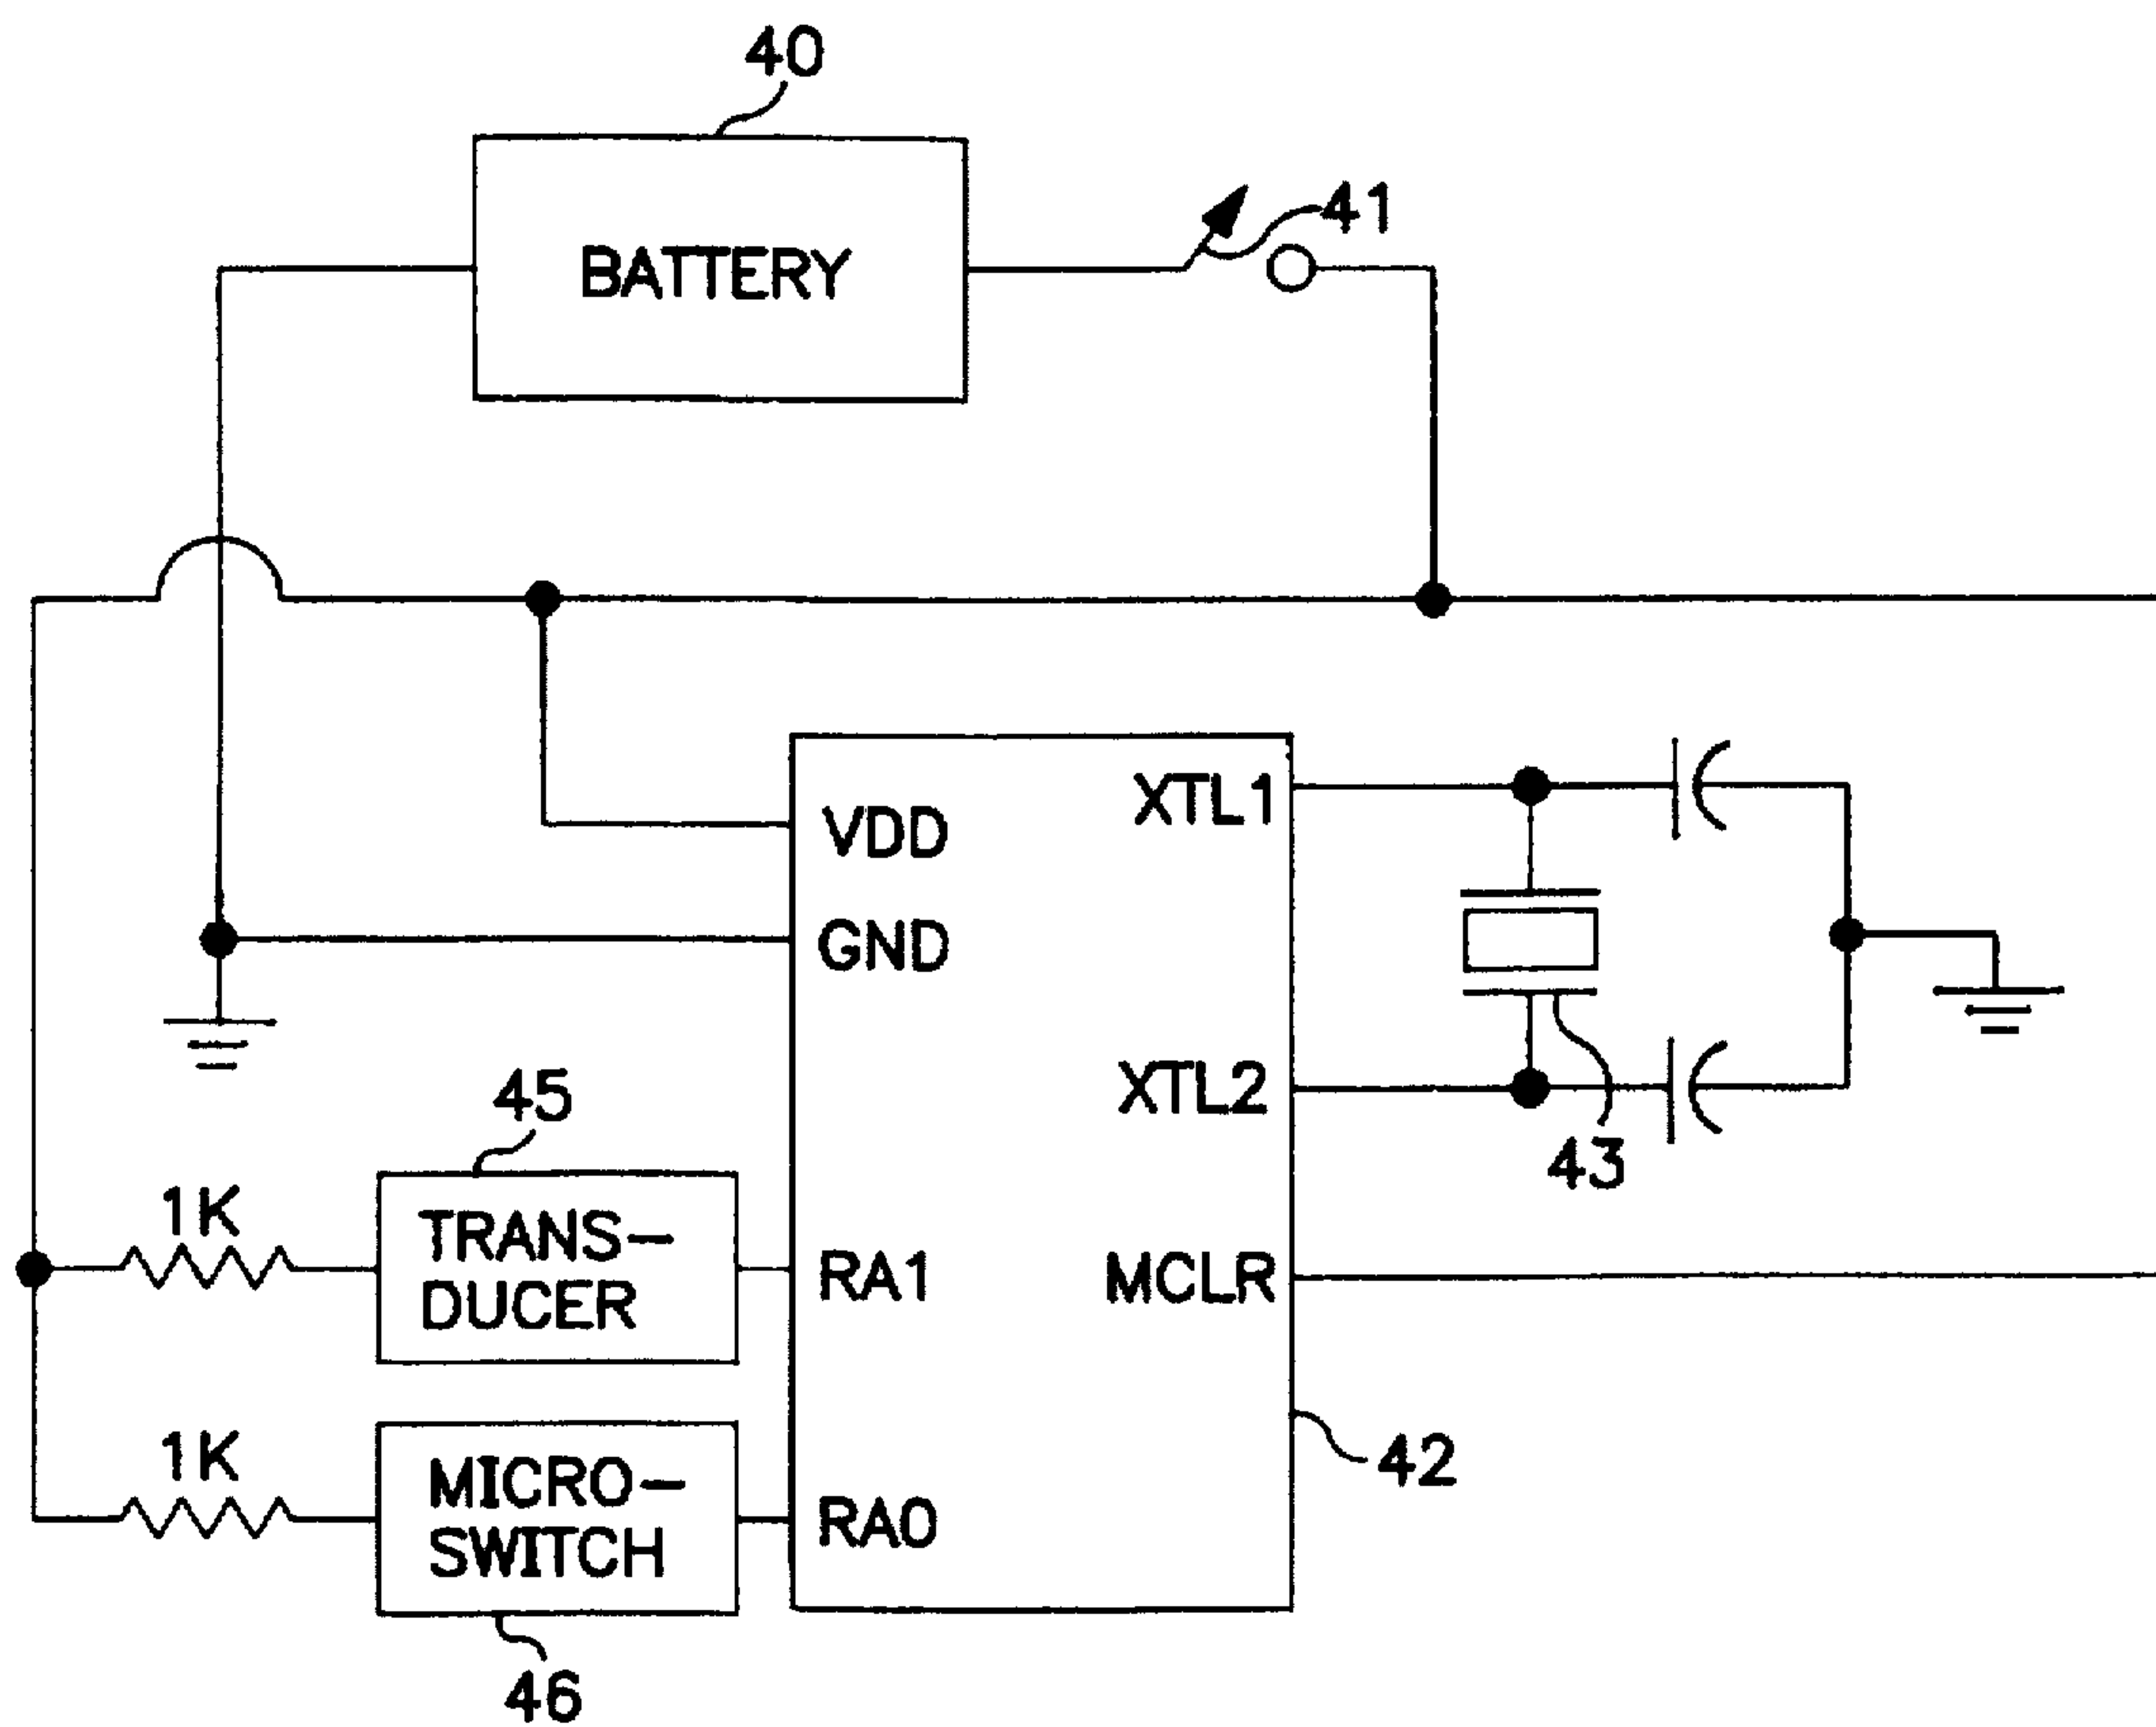 40
41
BATTERY
XTL1
VDD
GND
XTL2
45
43
1K
TRANS-
DUCER
RA1
MCLR
1K
MICRO-
SWITCH
RA0
42
46